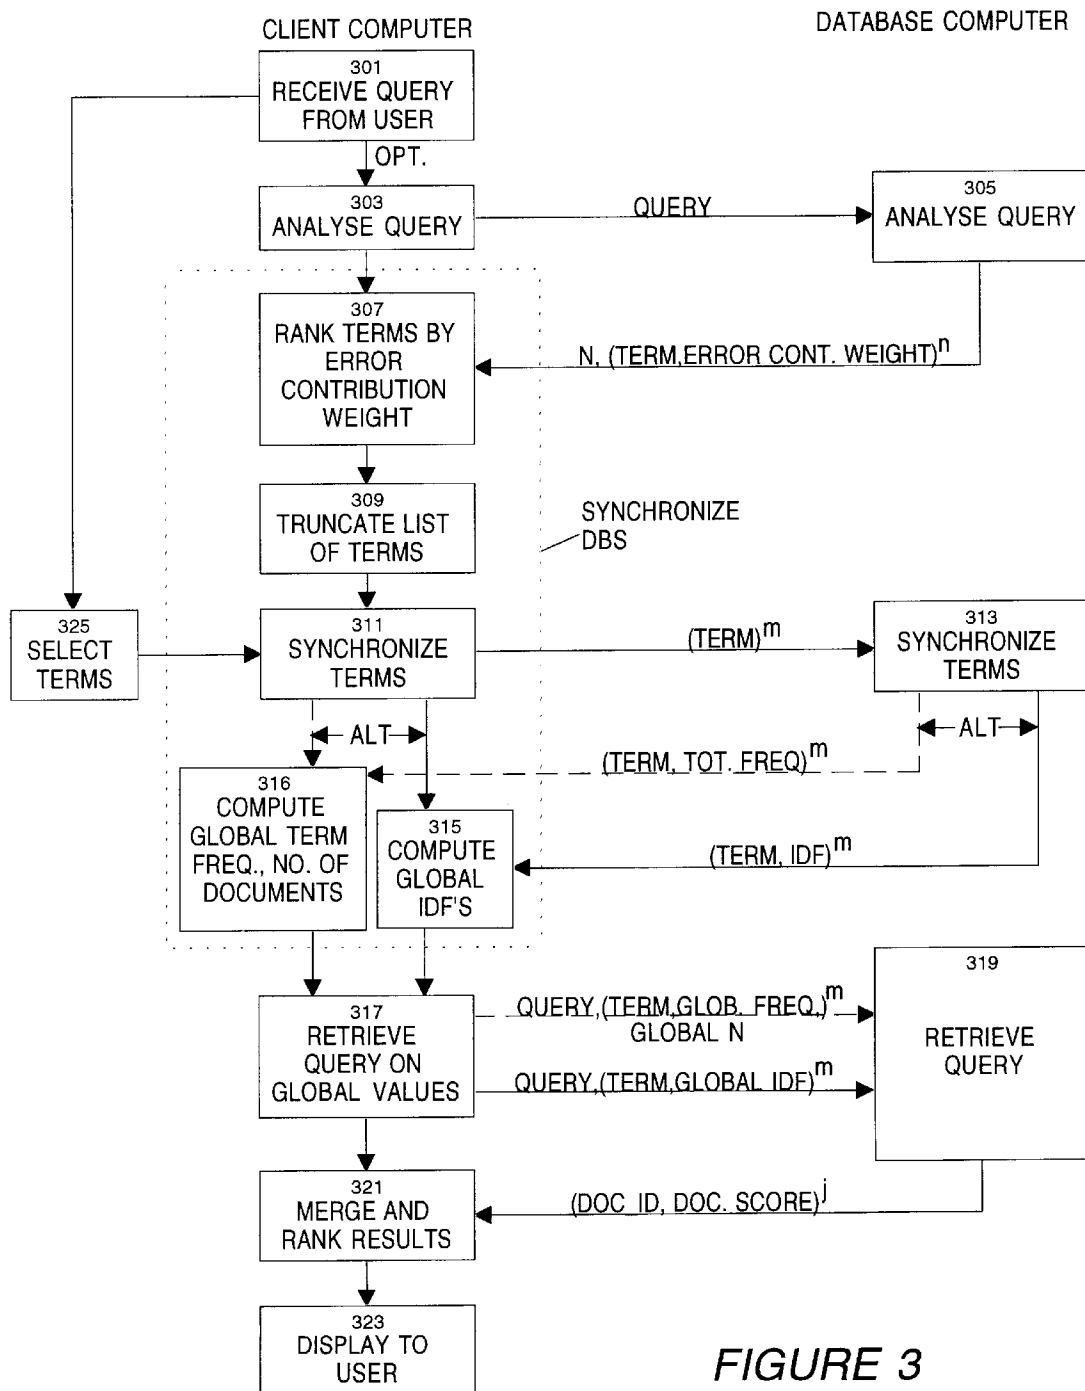 CLIENT COMPUTER
DATABASE COMPUTER
301
RECEIVE QUERY
FROM USER
OPT.
303
ANALYSE QUERY
QUERY
305
ANALYSE QUERY
307
RANK TERMS BY
ERROR
CONTRIBUTION
WEIGHT
N, (TERM,ERROR CONT. WEIGHT)n
309
TRUNCATE LIST
OF TERMS
SYNCHRONIZE
DBS
325
SELECT
TERMS
311
SYNCHRONIZE
TERMS
(TERM)m
313
SYNCHRONIZE
TERMS
ALT
ALT
(TERM, TOT. FREQ)m
316
COMPUTE
GLOBAL TERM
FREQ., NO. OF
DOCUMENTS
315
COMPUTE
GLOBAL
IDF'S
(TERM, IDF)m
317
RETRIEVE
QUERY ON
GLOBAL VALUES
QUERY,(TERM,GLOB. FREQ,)m
GLOBAL N
QUERY,(TERM,GLOBAL IDF)m
319
RETRIEVE
QUERY
321
MERGE AND
RANK RESULTS
(DOC_ID, DOC. SCORE)j
323
DISPLAY TO
USER
FIGURE 3